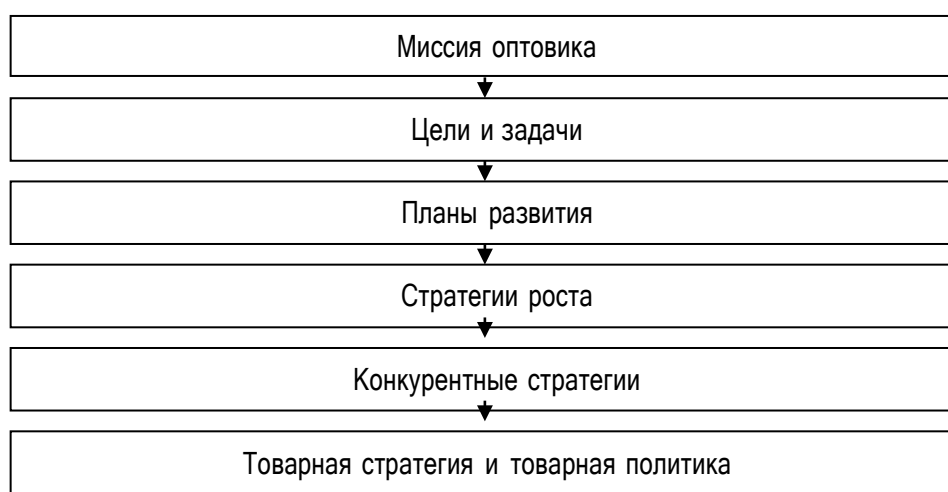 Миссия оптовика
Цели и задачи
Планы развития
Стратегии роста
Конкурентные стратегии
Товарная стратегия и товарная политика